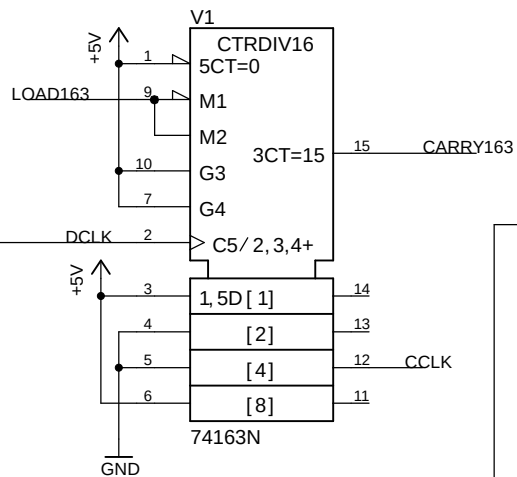 V1
CTRDIV16
+5V
1
5CT=0
LOAD163
9
M1
M2
3CT=15
15
CARRY163
10
G3
7
G4
DCLK
2
C5/2,3,4+
+5V
3
1,5D[1]
14
4
[2]
13
5
[4]
12
CCLK
6
[8]
11
74163N
GND